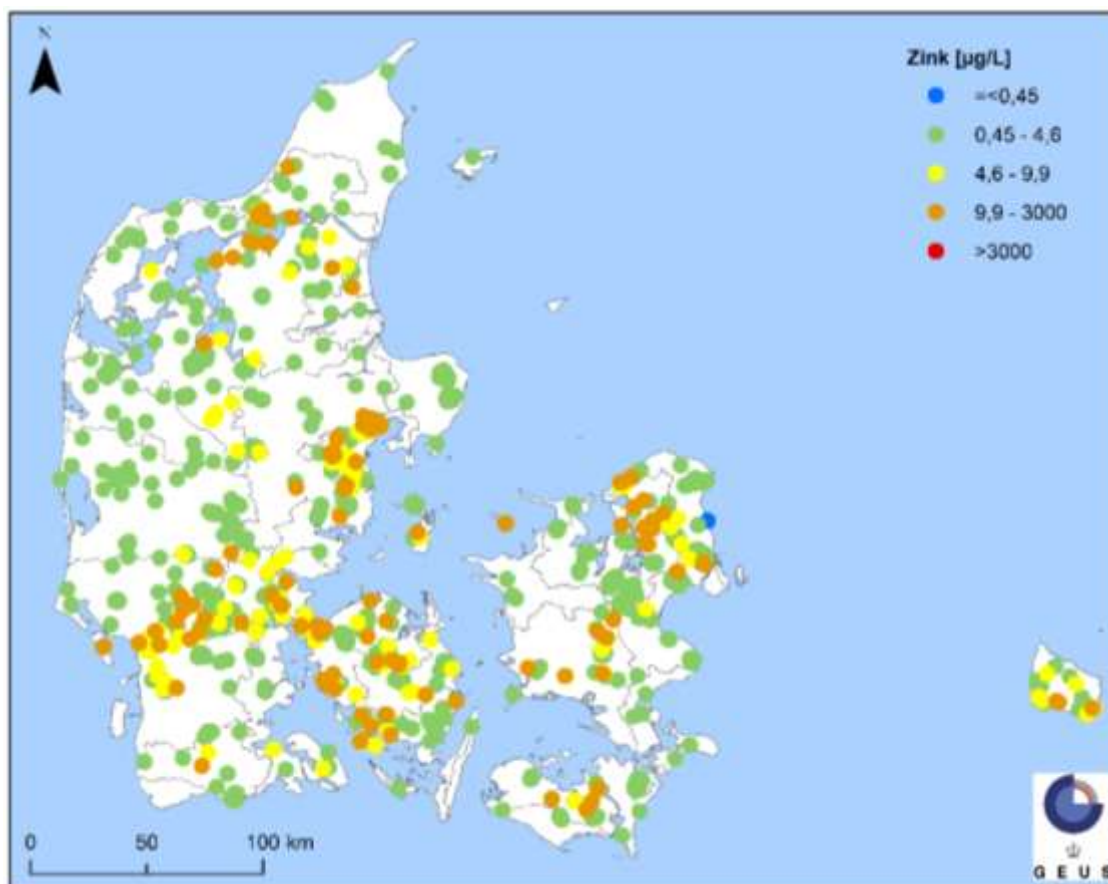 N
Zink [µg/L]
=<0,45
0,45 - 4,6
4,6 - 9,9
9,9 - 3000
>3000
0 50 100 km
G E U S